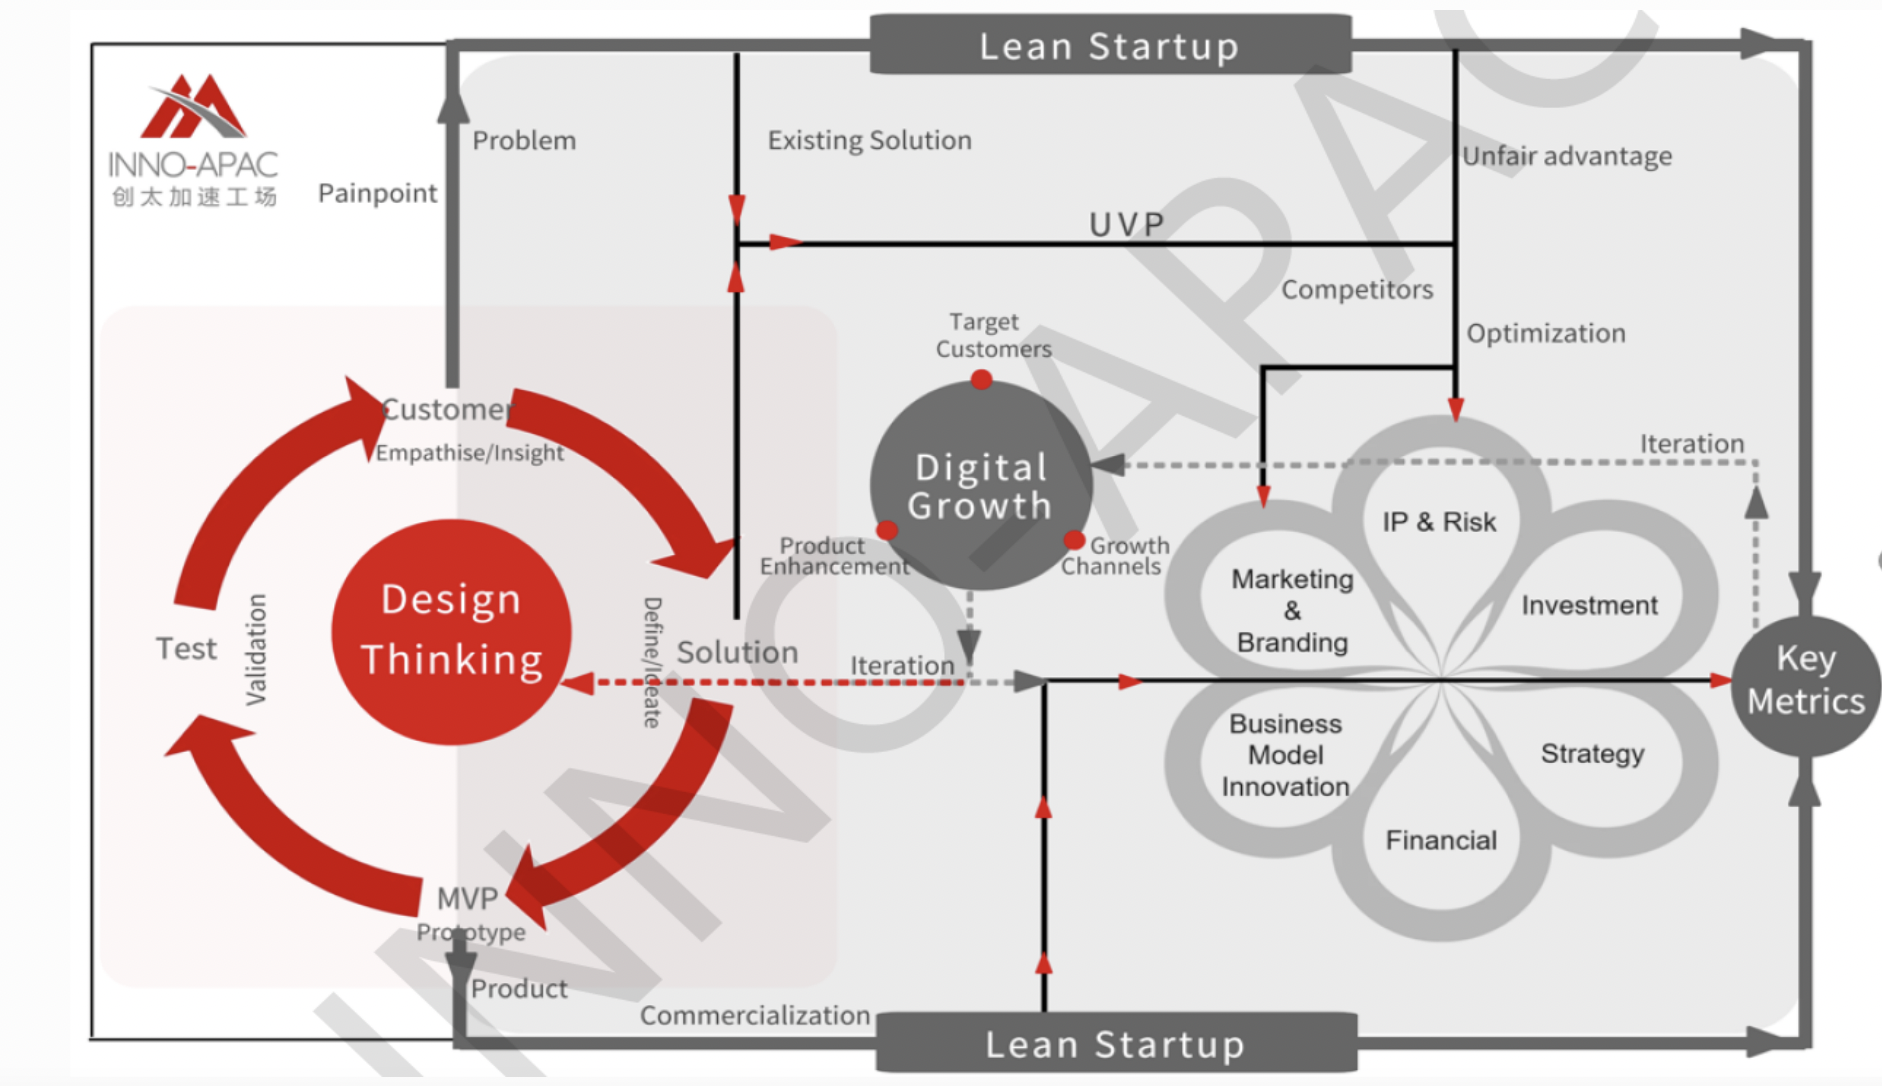 Lean Startup
INNO-APAC
创太加速工场
Painpoint
Problem
Existing Solution
Unfair advantage
UVP
Competitors
Optimization
Target
Customers
Digital
Growth
Product
Enhancement
Growth
Channels
Iteration
Customer
Empathise/Insight
Design
Thinking
Test
Validation
Define/Ideate
Solution
Iteration
MVP
Prototype
Product
Commercialization
IP & Risk
Marketing
&
Branding
Investment
Business
Model
Innovation
Strategy
Financial
Key
Metrics
Lean Startup
INNO-APAC